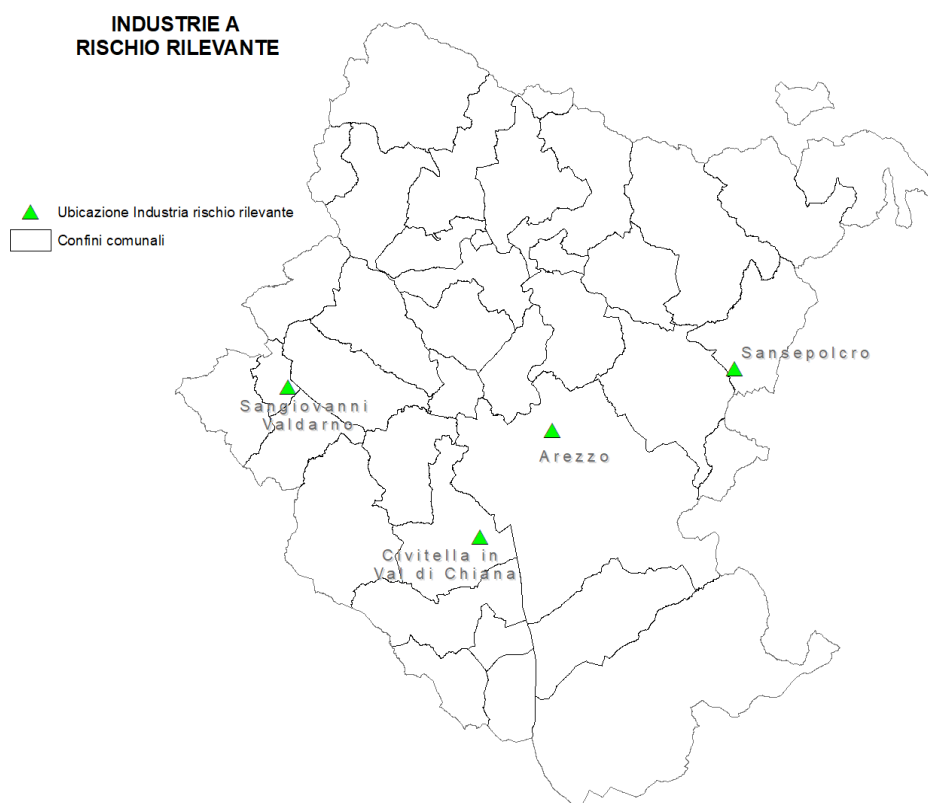 INDUSTRIE A
RISCHIO RILEVANTE
Ubicazione Industria rischio rilevante
Confini comunali
Sansepolcro
Sangiovanni
Valdarno
Arezzo
Civitella in
Val di Chiana